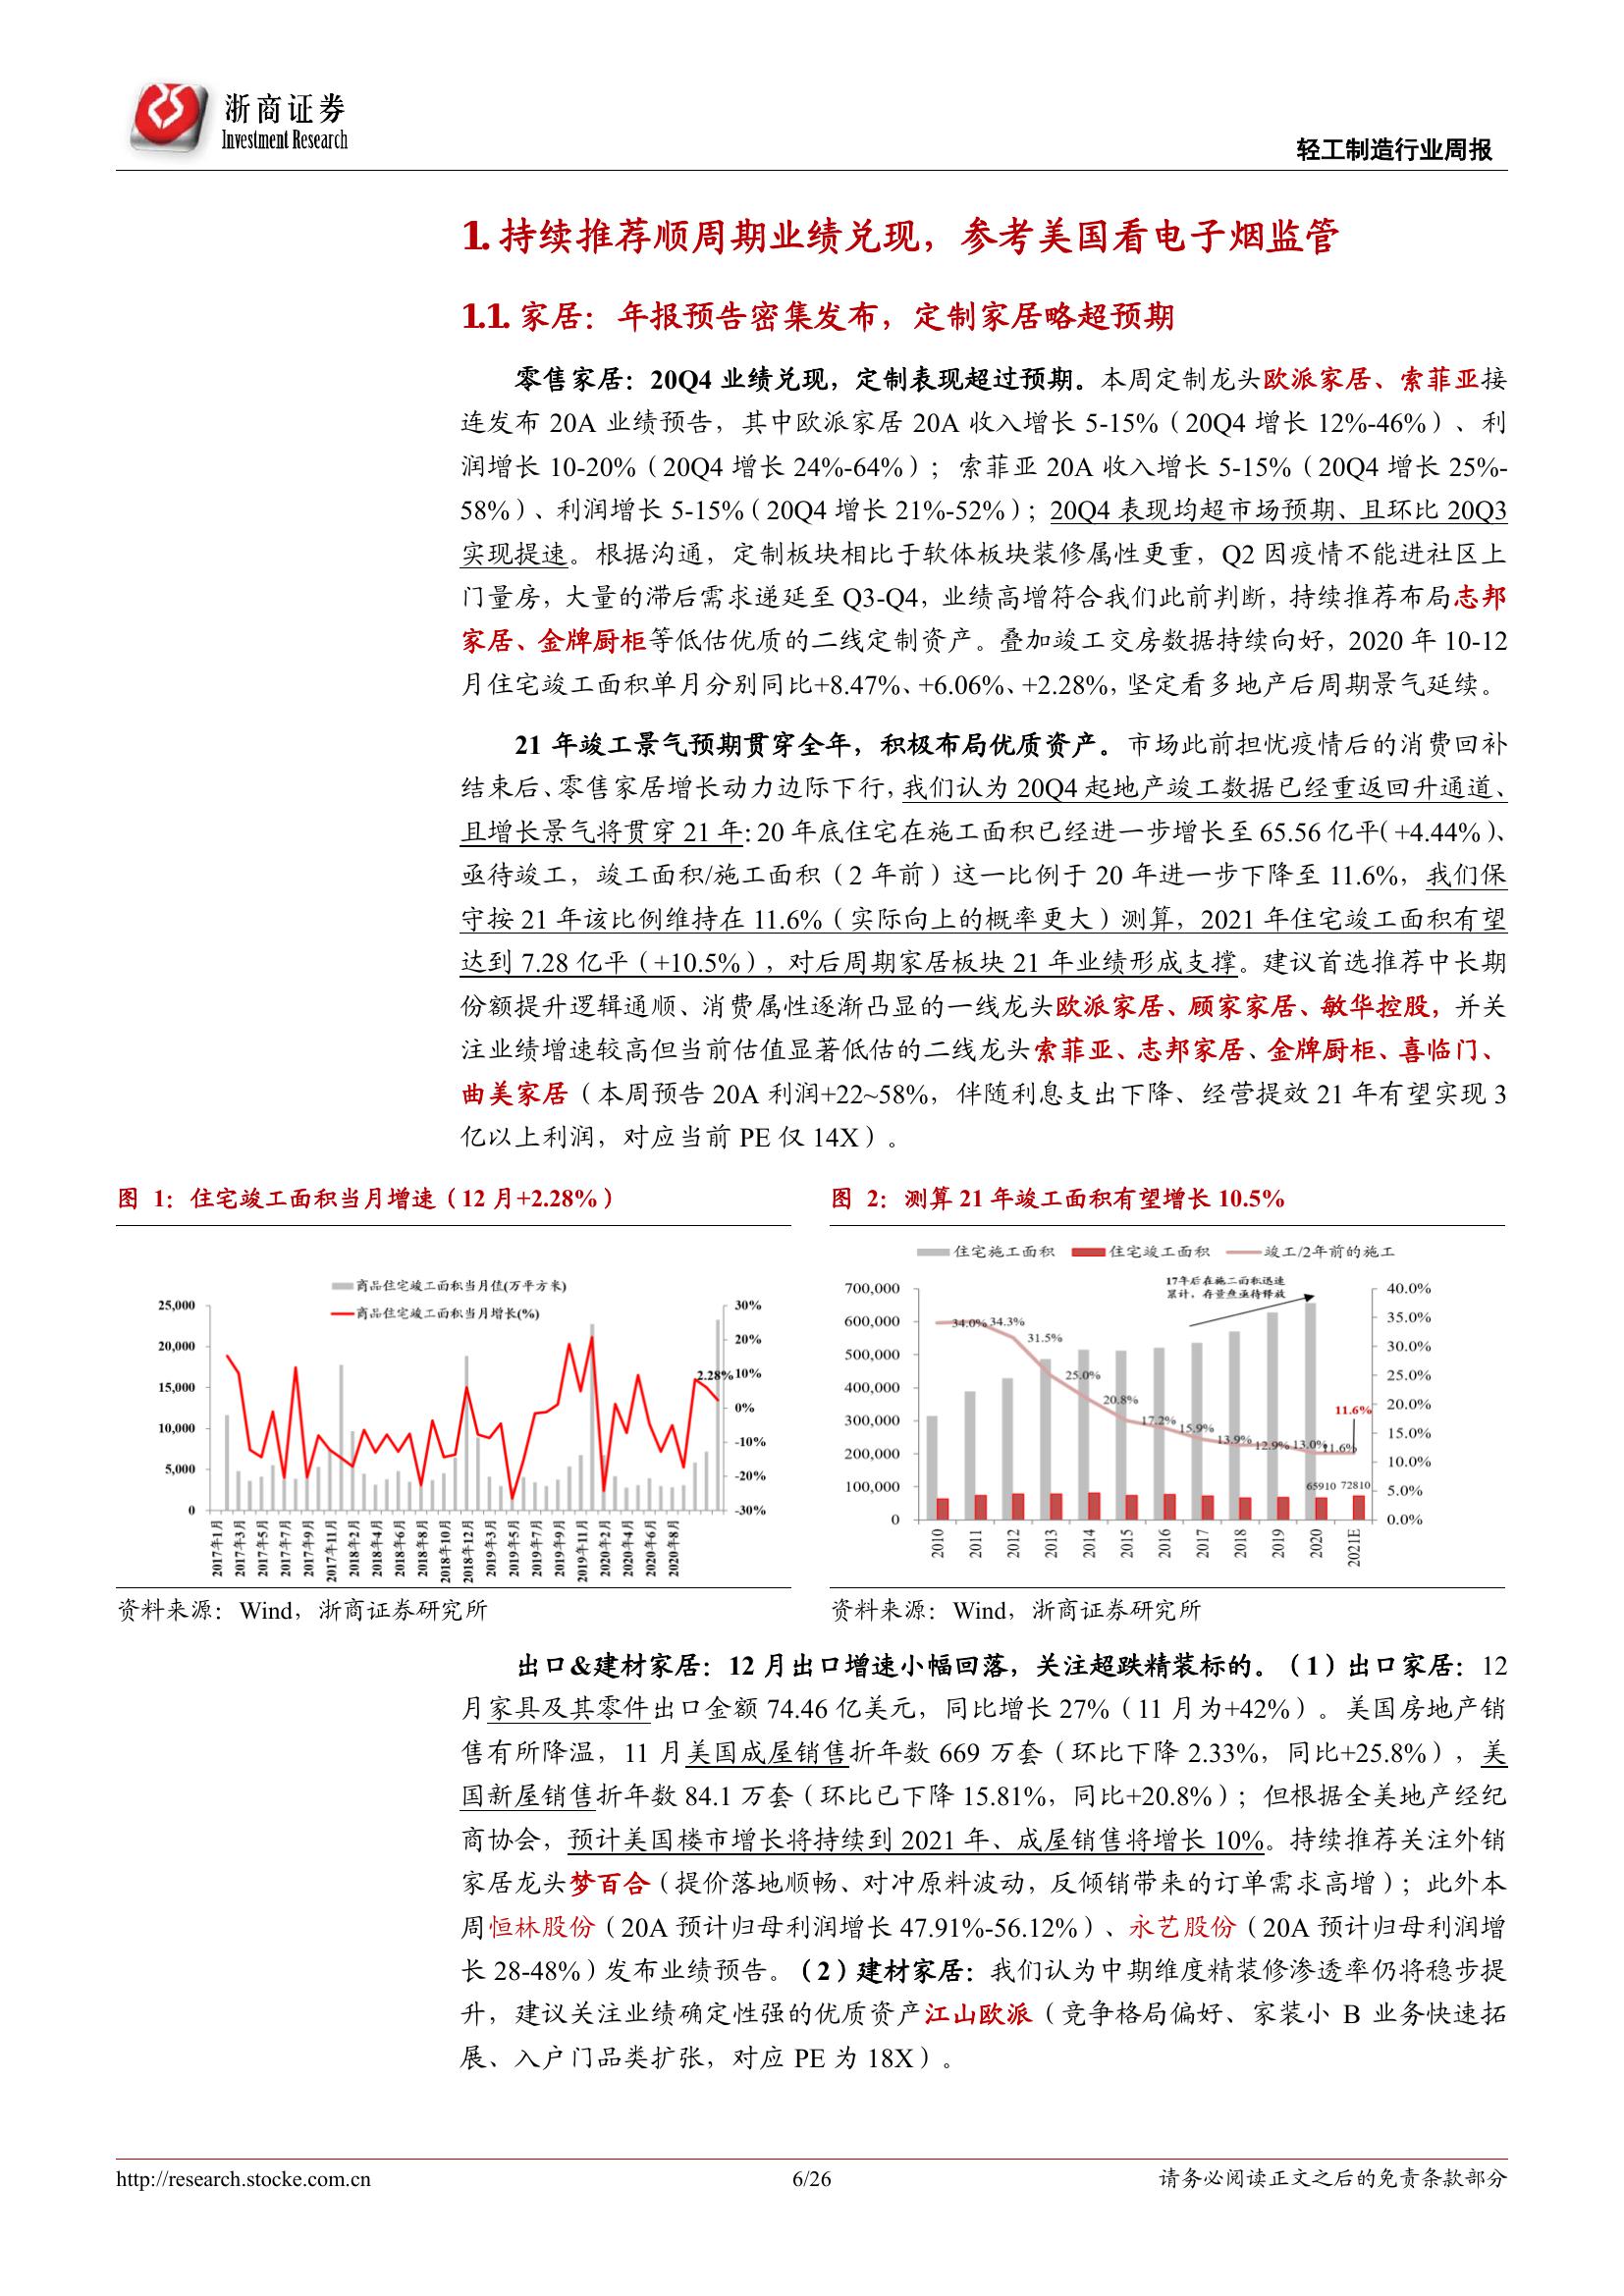 浙商证券
Investment Research
轻工制造行业周报
1. 持续推荐顺周期业绩兑现，参考美国看电子烟监管
1.1. 家居：年报预告密集发布，定制家居略超预期
零售家居：20Q4 业绩兑现，定制表现超过预期。本周定制龙头欧派家居、索菲亚接
连发布 20A 业绩预告，其中欧派家居 20A 收入增长 5-15%（20Q4 增长 12%-46%）、利
润增长 10-20%（20Q4 增长 24%-64%）；索菲亚 20A 收入增长 5-15%（20Q4 增长 25%-
58%）、利润增长 5-15%（20Q4 增长 21%-52%）；20Q4 表现均超市场预期、且环比 20Q3
实现提速。根据沟通，定制板块相比于软体板块装修属性更重，Q2 因疫情不能进社区上
门量房，大量的滞后需求递延至 Q3-Q4，业绩高增符合我们此前判断，持续推荐布局志邦
家居、金牌厨柜等低估优质的二线定制资产。叠加竣工交房数据持续向好，2020 年 10-12
月住宅竣工面积单月分别同比+8.47%、+6.06%、+2.28%，坚定看多地产后周期景气延续。
21 年竣工景气预期贯穿全年，积极布局优质资产。市场此前担忧疫情后的消费回补
结束后、零售家居增长动力边际下行，我们认为 20Q4 起地产竣工数据已经重返回升通道、
且增长景气将贯穿 21 年：20 年底住宅在施工面积已经进一步增长至 65.56 亿平（+4.44%）、
亟待竣工，竣工面积/施工面积（2 年前）这一比例于 20 年进一步下降至 11.6%，我们保
守按 21 年该比例维持在 11.6%（实际向上的概率更大）测算，2021 年住宅竣工面积有望
达到 7.28 亿平（+10.5%），对后周期家居板块 21 年业绩形成支撑。建议首选推荐中长期
份额提升逻辑通顺、消费属性逐渐凸显的一线龙头欧派家居、顾家家居、敏华控股，并关
注业绩增速较高但当前估值显著低估的二线龙头索菲亚、志邦家居、金牌厨柜、喜临门、
曲美家居（本周预告 20A 利润+22~58%，伴随利息支出下降、经营提效 21 年有望实现 3
亿以上利润，对应当前 PE 仅 14X）。
图 1：住宅竣工面积当月增速（12 月+2.28%）
商品住宅竣工面积当月值(万平方米)
商品住宅竣工面积当月增长(%)
25,000
20,000
15,000
10,000
5,000
0
30%
20%
10%
0%
-10%
-20%
-30%
2.28%
2017年1月
2017年3月
2017年5月
2017年7月
2017年9月
2017年11月
2018年2月
2018年4月
2018年6月
2018年8月
2018年10月
2018年12月
2019年3月
2019年5月
2019年7月
2019年9月
2019年11月
2020年2月
2020年4月
2020年6月
2020年8月
资料来源：Wind，浙商证券研究所
图 2：测算 21 年竣工面积有望增长 10.5%
住宅施工面积
住宅竣工面积
竣工/2年前的施工
17年后在施工面积迅速
累计，存量盘亟待释放
700,000
600,000
500,000
400,000
300,000
200,000
100,000
0
40.0%
35.0%
30.0%
25.0%
20.0%
15.0%
10.0%
5.0%
0.0%
34.0%
34.3%
31.5%
25.0%
20.8%
17.2%
15.9%
13.9%
12.9%
13.0%
11.6%
11.6%
65910
72810
2010
2011
2012
2013
2014
2015
2016
2017
2018
2019
2020
2021E
资料来源：Wind，浙商证券研究所
出口&建材家居：12 月出口增速小幅回落，关注超跌精装标的。（1）出口家居：12
月家具及其零件出口金额 74.46 亿美元，同比增长 27%（11 月为+42%）。美国房地产销
售有所降温，11 月美国成屋销售折年数 669 万套（环比下降 2.33%，同比+25.8%），美
国新屋销售折年数 84.1 万套（环比已下降 15.81%，同比+20.8%）；但根据全美地产经纪
商协会，预计美国楼市增长将持续到 2021 年、成屋销售将增长 10%。持续推荐关注外销
家居龙头梦百合（提价落地顺畅、对冲原料波动，反倾销带来的订单需求高增）；此外本
周恒林股份（20A 预计归母利润增长 47.91%-56.12%）、永艺股份（20A 预计归母利润增
长 28-48%）发布业绩预告。（2）建材家居：我们认为中期维度精装修渗透率仍将稳步提
升，建议关注业绩确定性强的优质资产江山欧派（竞争格局偏好、家装小 B 业务快速拓
展、入户门品类扩张，对应 PE 为 18X）。
http://research.stocke.com.cn
6/26
请务必阅读正文之后的免责条款部分